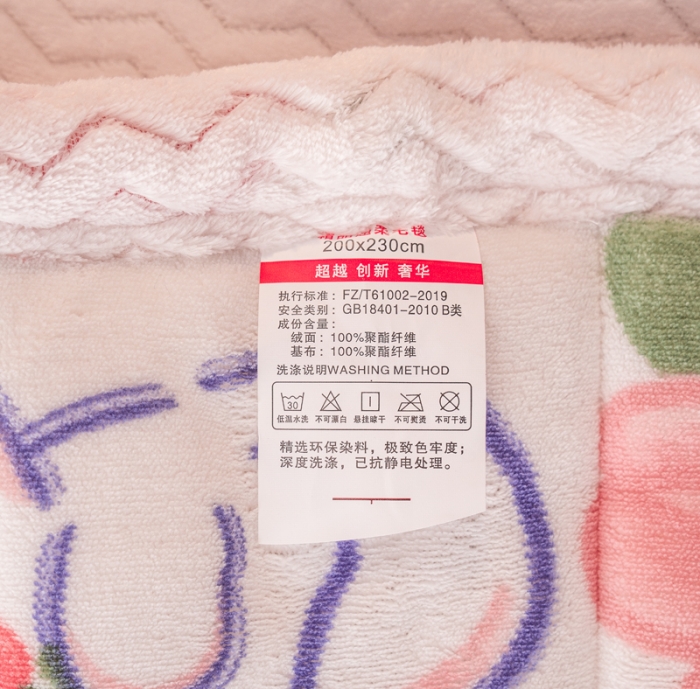 柔毛毯
200x230cm
超越 创新 奢华
执行标准：FZ/T61002-2019
安全类别：GB18401-2010 B类
成份含量：
绒面：100%聚酯纤维
基布：100%聚酯纤维
洗涤说明WASHING METHOD
30
低温水洗 不可漂白 悬挂晾干 不可熨烫 不可干洗
精选环保染料，极致色牢度；
深度洗涤，已抗静电处理。